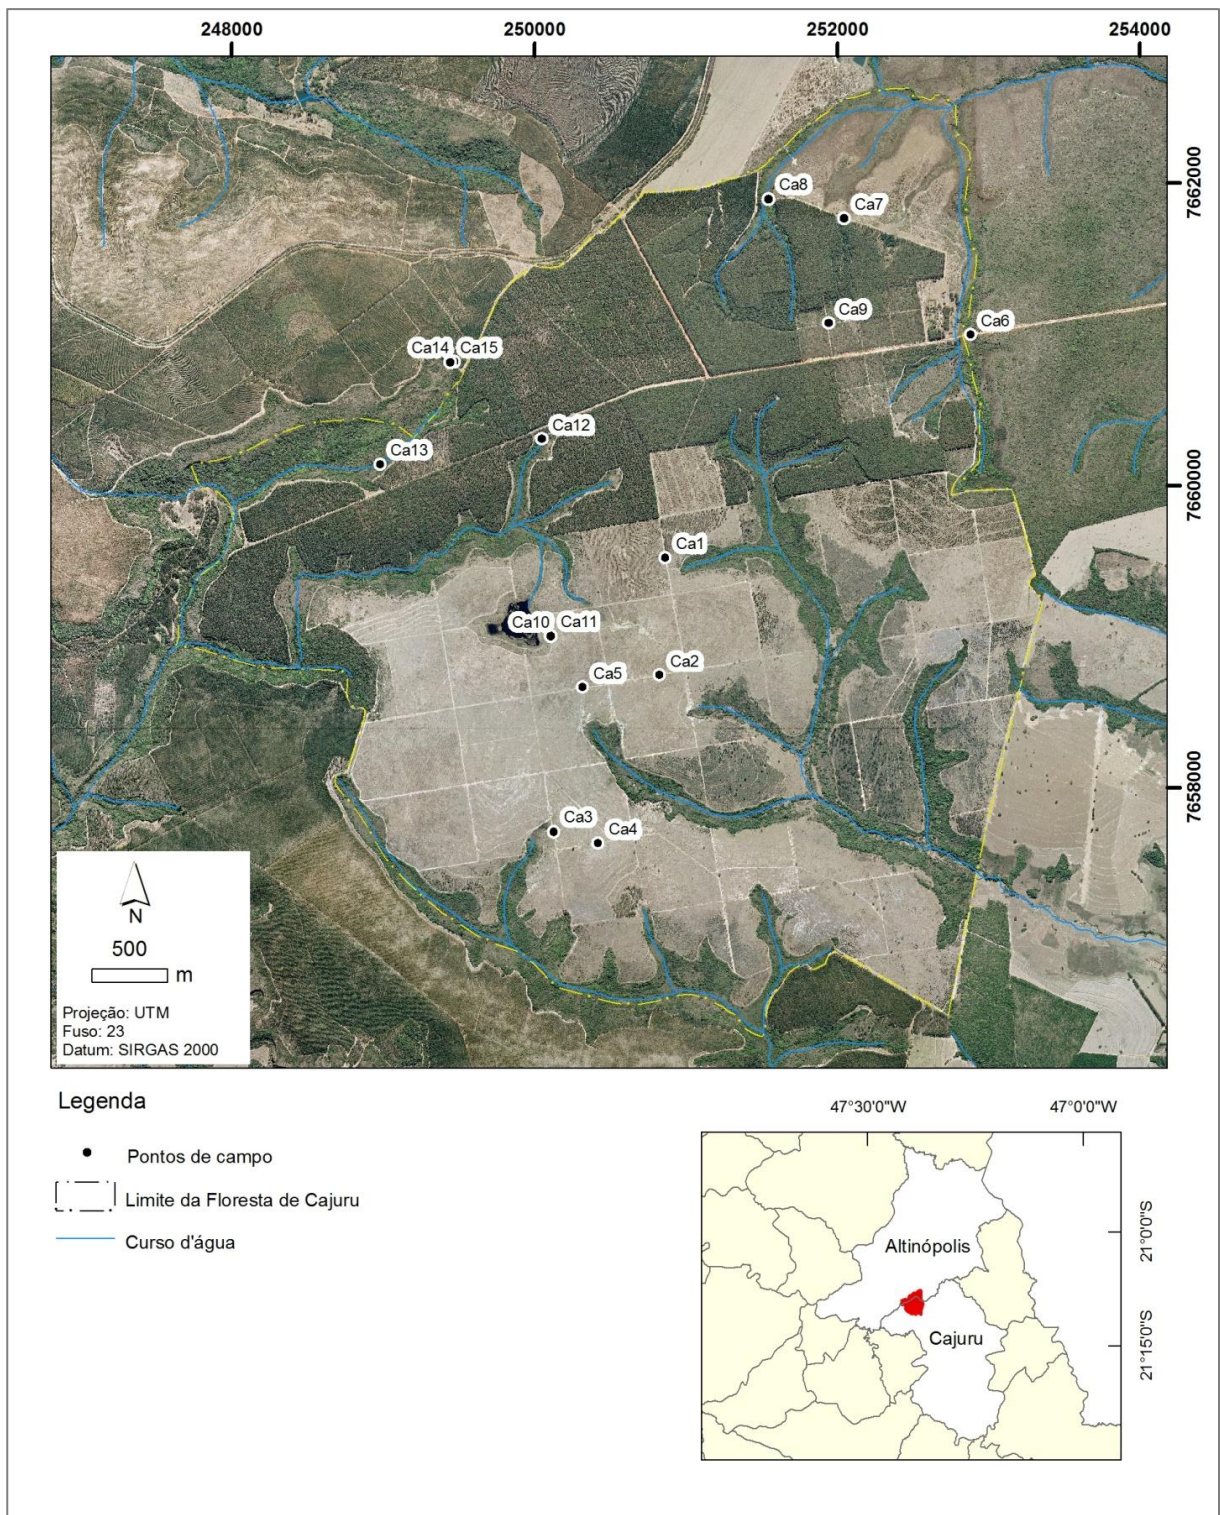 248000 250000 252000 254000
7662000
Ca8
Ca7
Ca9
Ca6
Ca14 Ca15
Ca12
Ca13
7660000
Ca1
Ca10 Ca11
Ca2
Ca5
7658000
Ca3
Ca4
N
500
m
Projeção: UTM
Fuso: 23
Datum: SIRGAS 2000
Legenda
Pontos de campo
Limite da Floresta de Cajuru
Curso d'água
47°30'0"W 47°0'0"W
21°0'0"S
Altinópolis
Cajuru
21°15'0"S